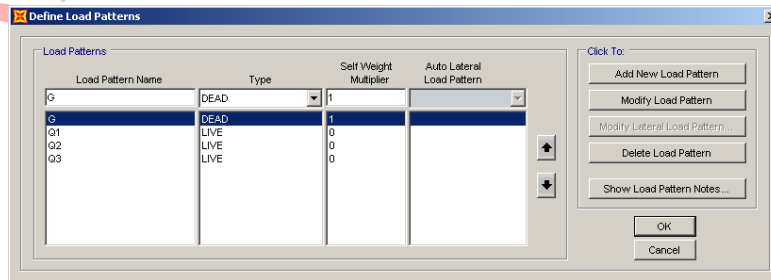 Define Load Patterns
Load Patterns
Load Pattern Name Type Self Weight Multiplier Auto Lateral Load Pattern
G DEAD 1
G DEAD 1
Q1 LIVE 0
Q2 LIVE 0
Q3 LIVE 0
Click To:
Add New Load Pattern
Modify Load Pattern
Modify Lateral Load Pattern...
Delete Load Pattern
Show Load Pattern Notes...
OK
Cancel